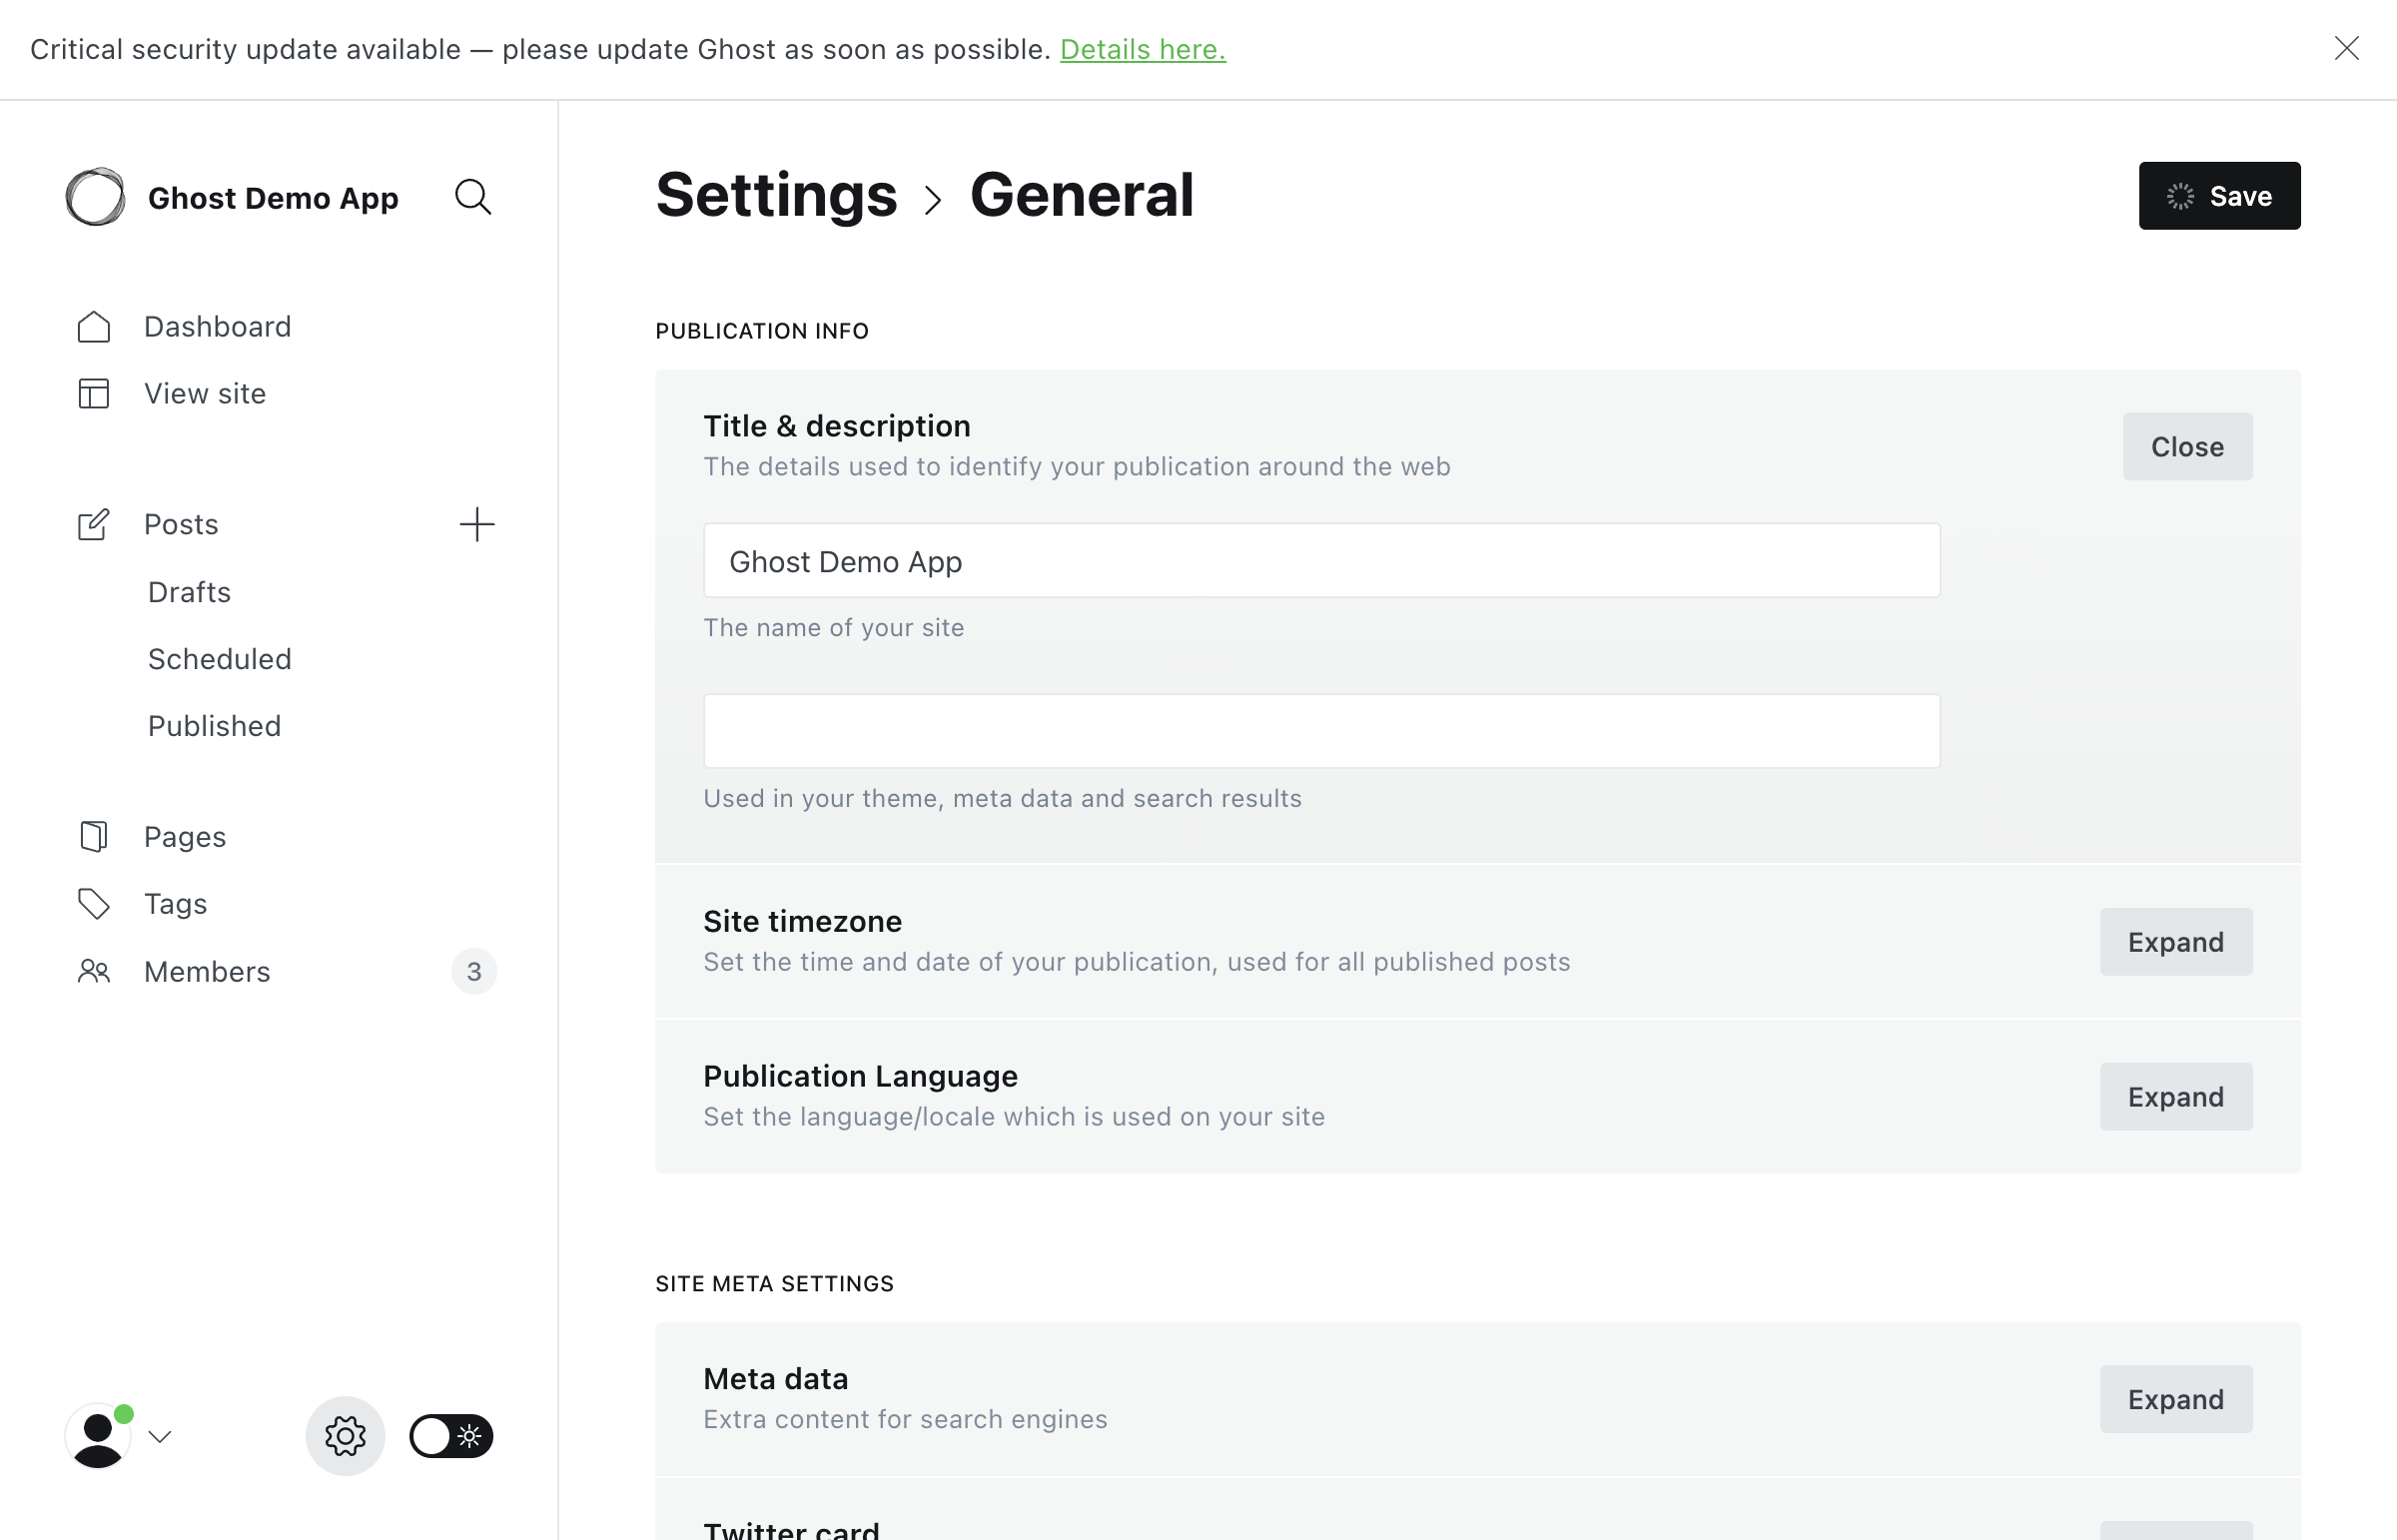 Critical security update available — please update Ghost as soon as possible. Details here.
Ghost Demo App
Dashboard
View site
Posts
Drafts
Scheduled
Published
Pages
Tags
Members 3
Settings > General
Save
PUBLICATION INFO
Title & description
The details used to identify your publication around the web
Close
Ghost Demo App
The name of your site
Used in your theme, meta data and search results
Site timezone
Set the time and date of your publication, used for all published posts
Expand
Publication Language
Set the language/locale which is used on your site
Expand
SITE META SETTINGS
Meta data
Extra content for search engines
Expand
Twitter card